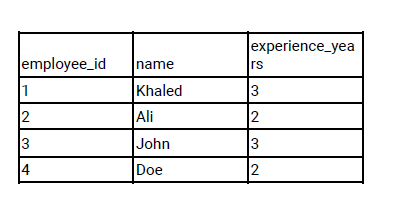 employee_id name experience_yea
rs
1 Khaled 3
2 Ali 2
3 John 3
4 Doe 2